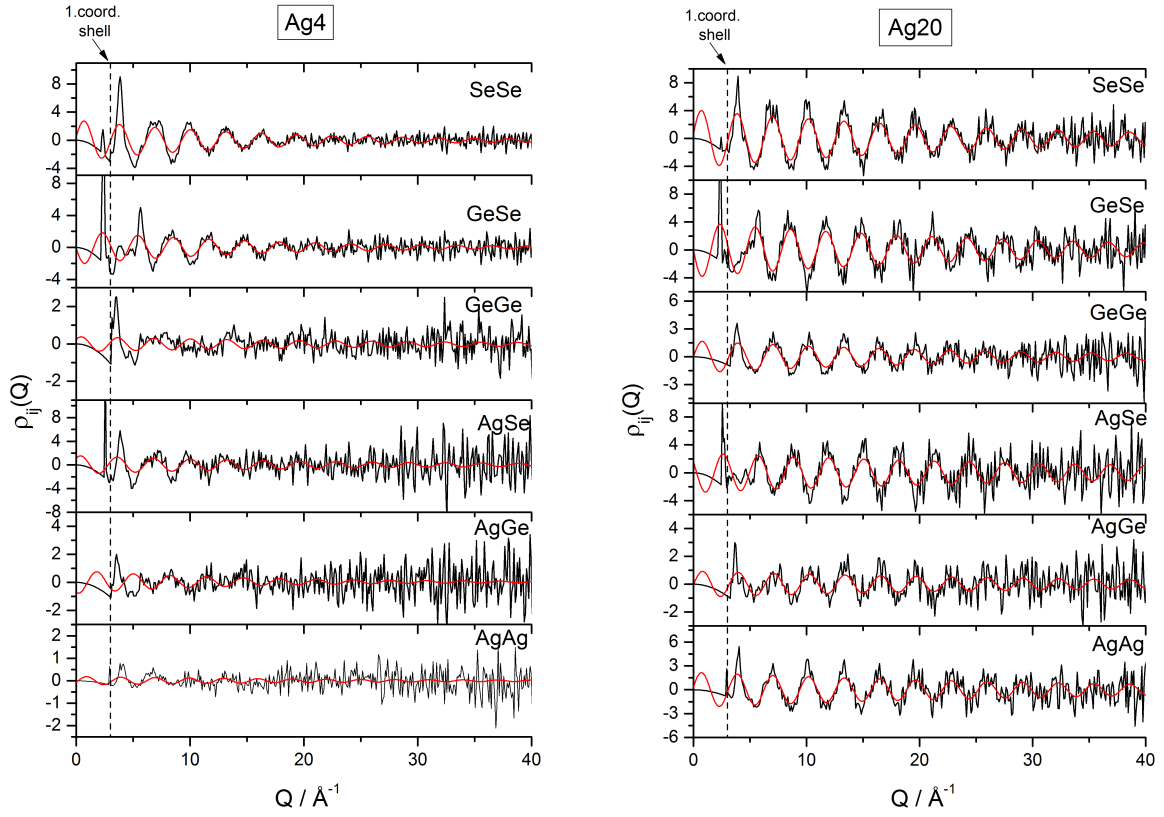 1.coord.
shell
Ag4
8
4
0
-4
SeSe
8
4
0
-4
GeSe
2
0
-2
GeGe
8
4
0
-4
-8
AgSe
4
2
0
-2
AgGe
2
1
0
-1
-2
AgAg
0
10
20
30
40
ρij(Q)
Q / Å-1
1.coord.
shell
Ag20
8
4
0
-4
SeSe
8
4
0
-4
GeSe
6
3
0
-3
GeGe
8
4
0
-4
AgSe
4
2
0
-2
AgGe
6
3
0
-3
-6
AgAg
0
10
20
30
40
ρij(Q)
Q / Å-1